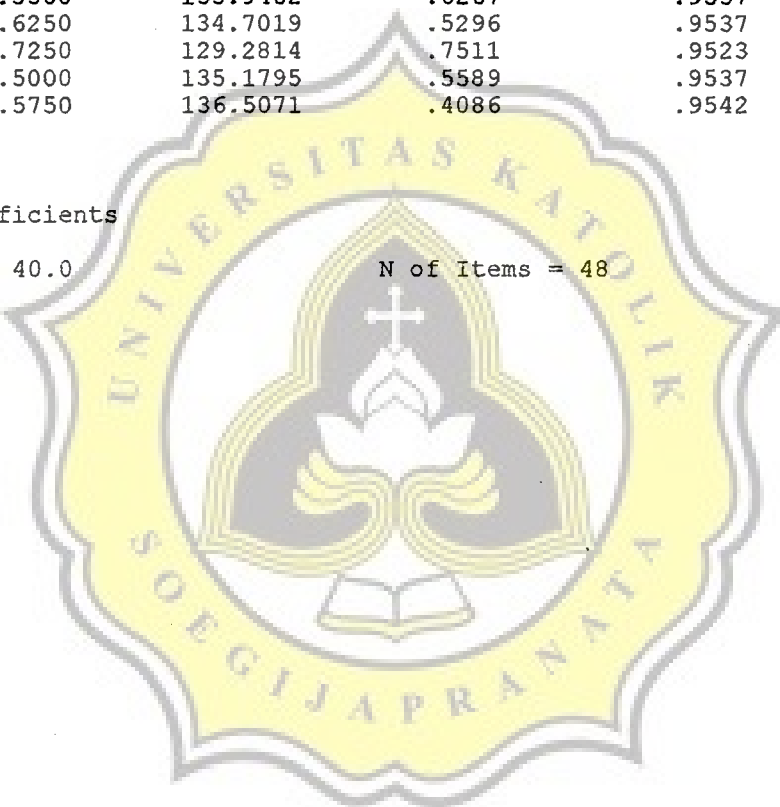 .6250 134.7019 .5296 .9537
.7250 129.2814 .7511 .9523
.5000 135.1795 .5589 .9537
.5750 136.5071 .4086 .9542
ficients
40.0 N of Items = 48
UNIVERSITAS KATOLIK
SOEGIJAPRANATA